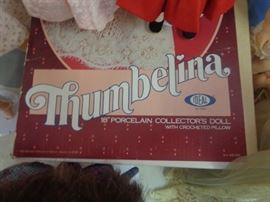 Thumbelina
IDEAL
18" PORCELAIN COLLECTOR'S DOLL
WITH CROCHETED PILLOW